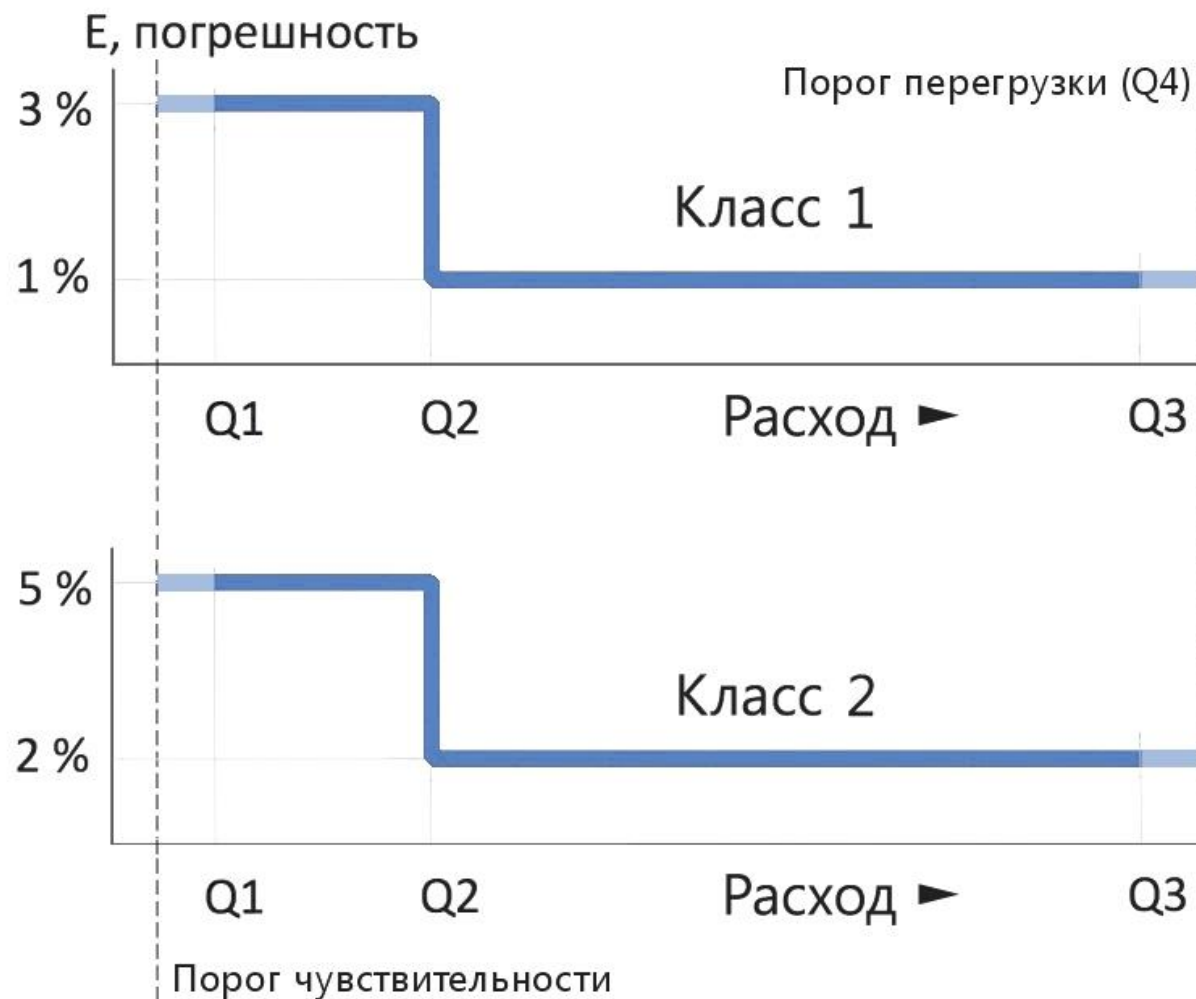 E, погрешность
Порог перегрузки (Q4)
3 %
Класс 1
1 %
Q1 Q2 Расход ► Q3
5 %
Класс 2
2 %
Q1 Q2 Расход ► Q3
Порог чувствительности